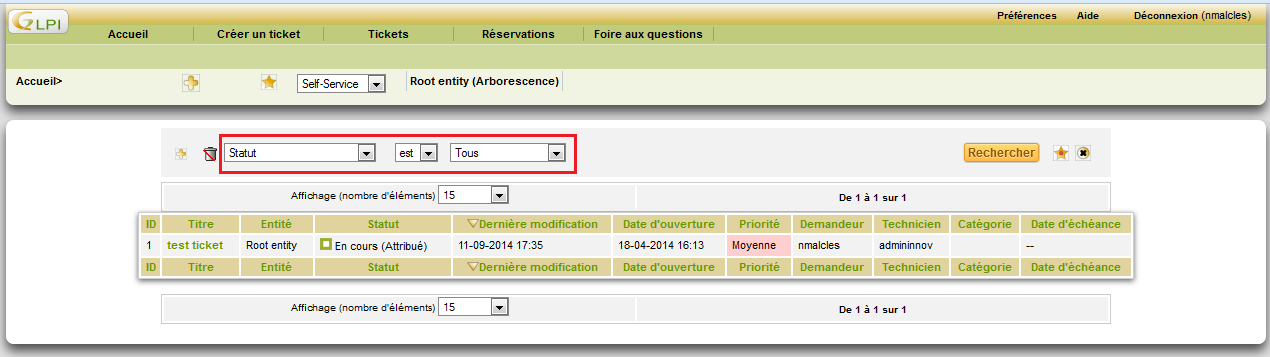 GLPI
Préférences Aide Déconnexion (nmalcles)
Accueil Créer un ticket Tickets Réservations Foire aux questions
Accueil> Self-Service Root entity (Arborescence)
Statut est Tous Rechercher
Affichage (nombre d'éléments) 15 De 1 à 1 sur 1
ID Titre Entité Statut Dernière modification Date d'ouverture Priorité Demandeur Technicien Catégorie Date d'échéance
1 test ticket Root entity En cours (Attribué) 11-09-2014 17:35 18-04-2014 16:13 Moyenne nmalcles admininnov --
ID Titre Entité Statut Dernière modification Date d'ouverture Priorité Demandeur Technicien Catégorie Date d'échéance
Affichage (nombre d'éléments) 15 De 1 à 1 sur 1